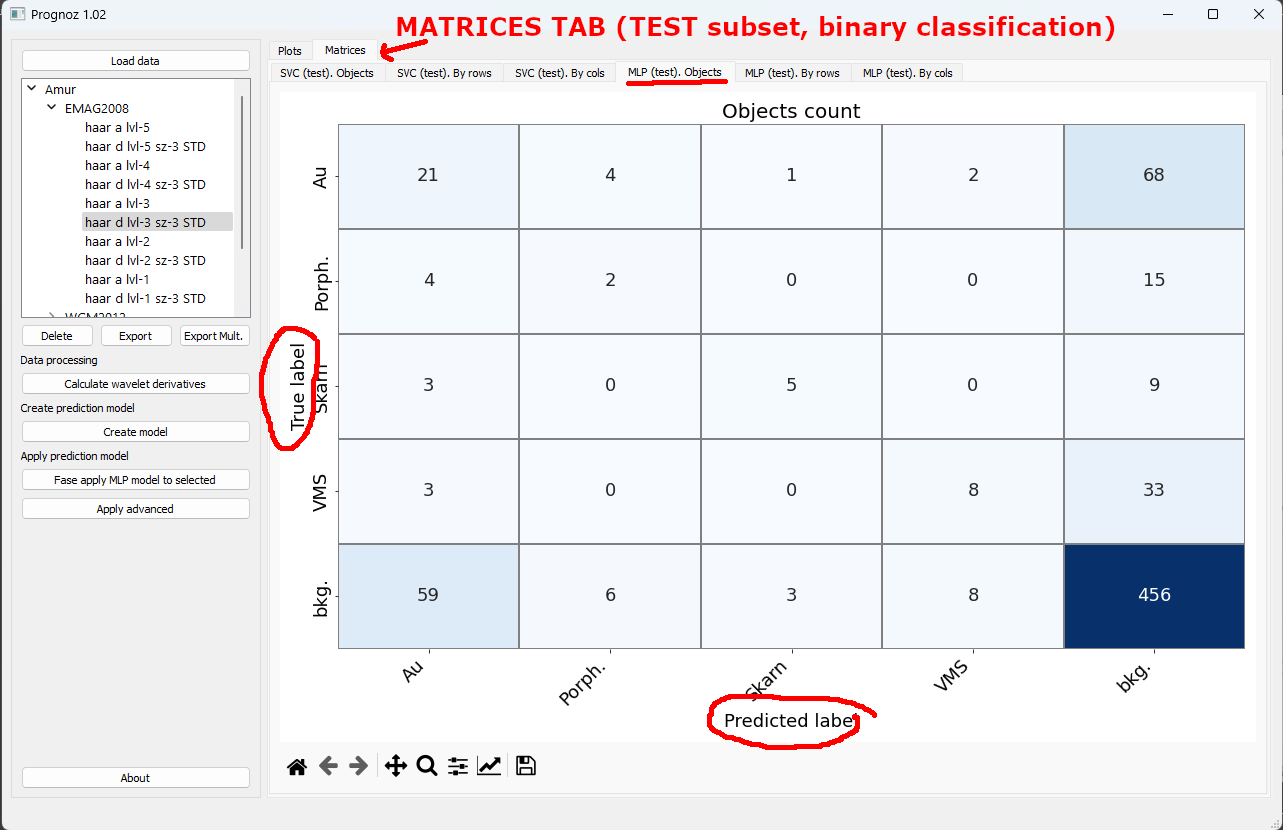 Prognoz 1.02
MATRICES TAB (TEST subset, binary classification)
Load data
Amur
EMAG2008
haar a lvl-5
haar d lvl-5 sz-3 STD
haar a lvl-4
haar d lvl-4 sz-3 STD
haar a lvl-3
haar d lvl-3 sz-3 STD
haar a lvl-2
haar d lvl-2 sz-3 STD
haar a lvl-1
haar d lvl-1 sz-3 STD
WGM2012
Delete Export Export Mult.
Data processing
Calculate wavelet derivatives
Create prediction model
Create model
Apply prediction model
Fase apply MLP model to selected
Apply advanced
About
Plots Matrices
SVC (test). Objects SVC (test). By rows SVC (test). By cols MLP (test). Objects MLP (test). By rows MLP (test). By cols
Objects count
True label
Au 21 4 1 2 68
Porph. 4 2 0 0 15
Skarn 3 0 5 0 9
VMS 3 0 0 8 33
bkg. 59 6 3 8 456
Au Porph. Skarn VMS bkg.
Predicted labe